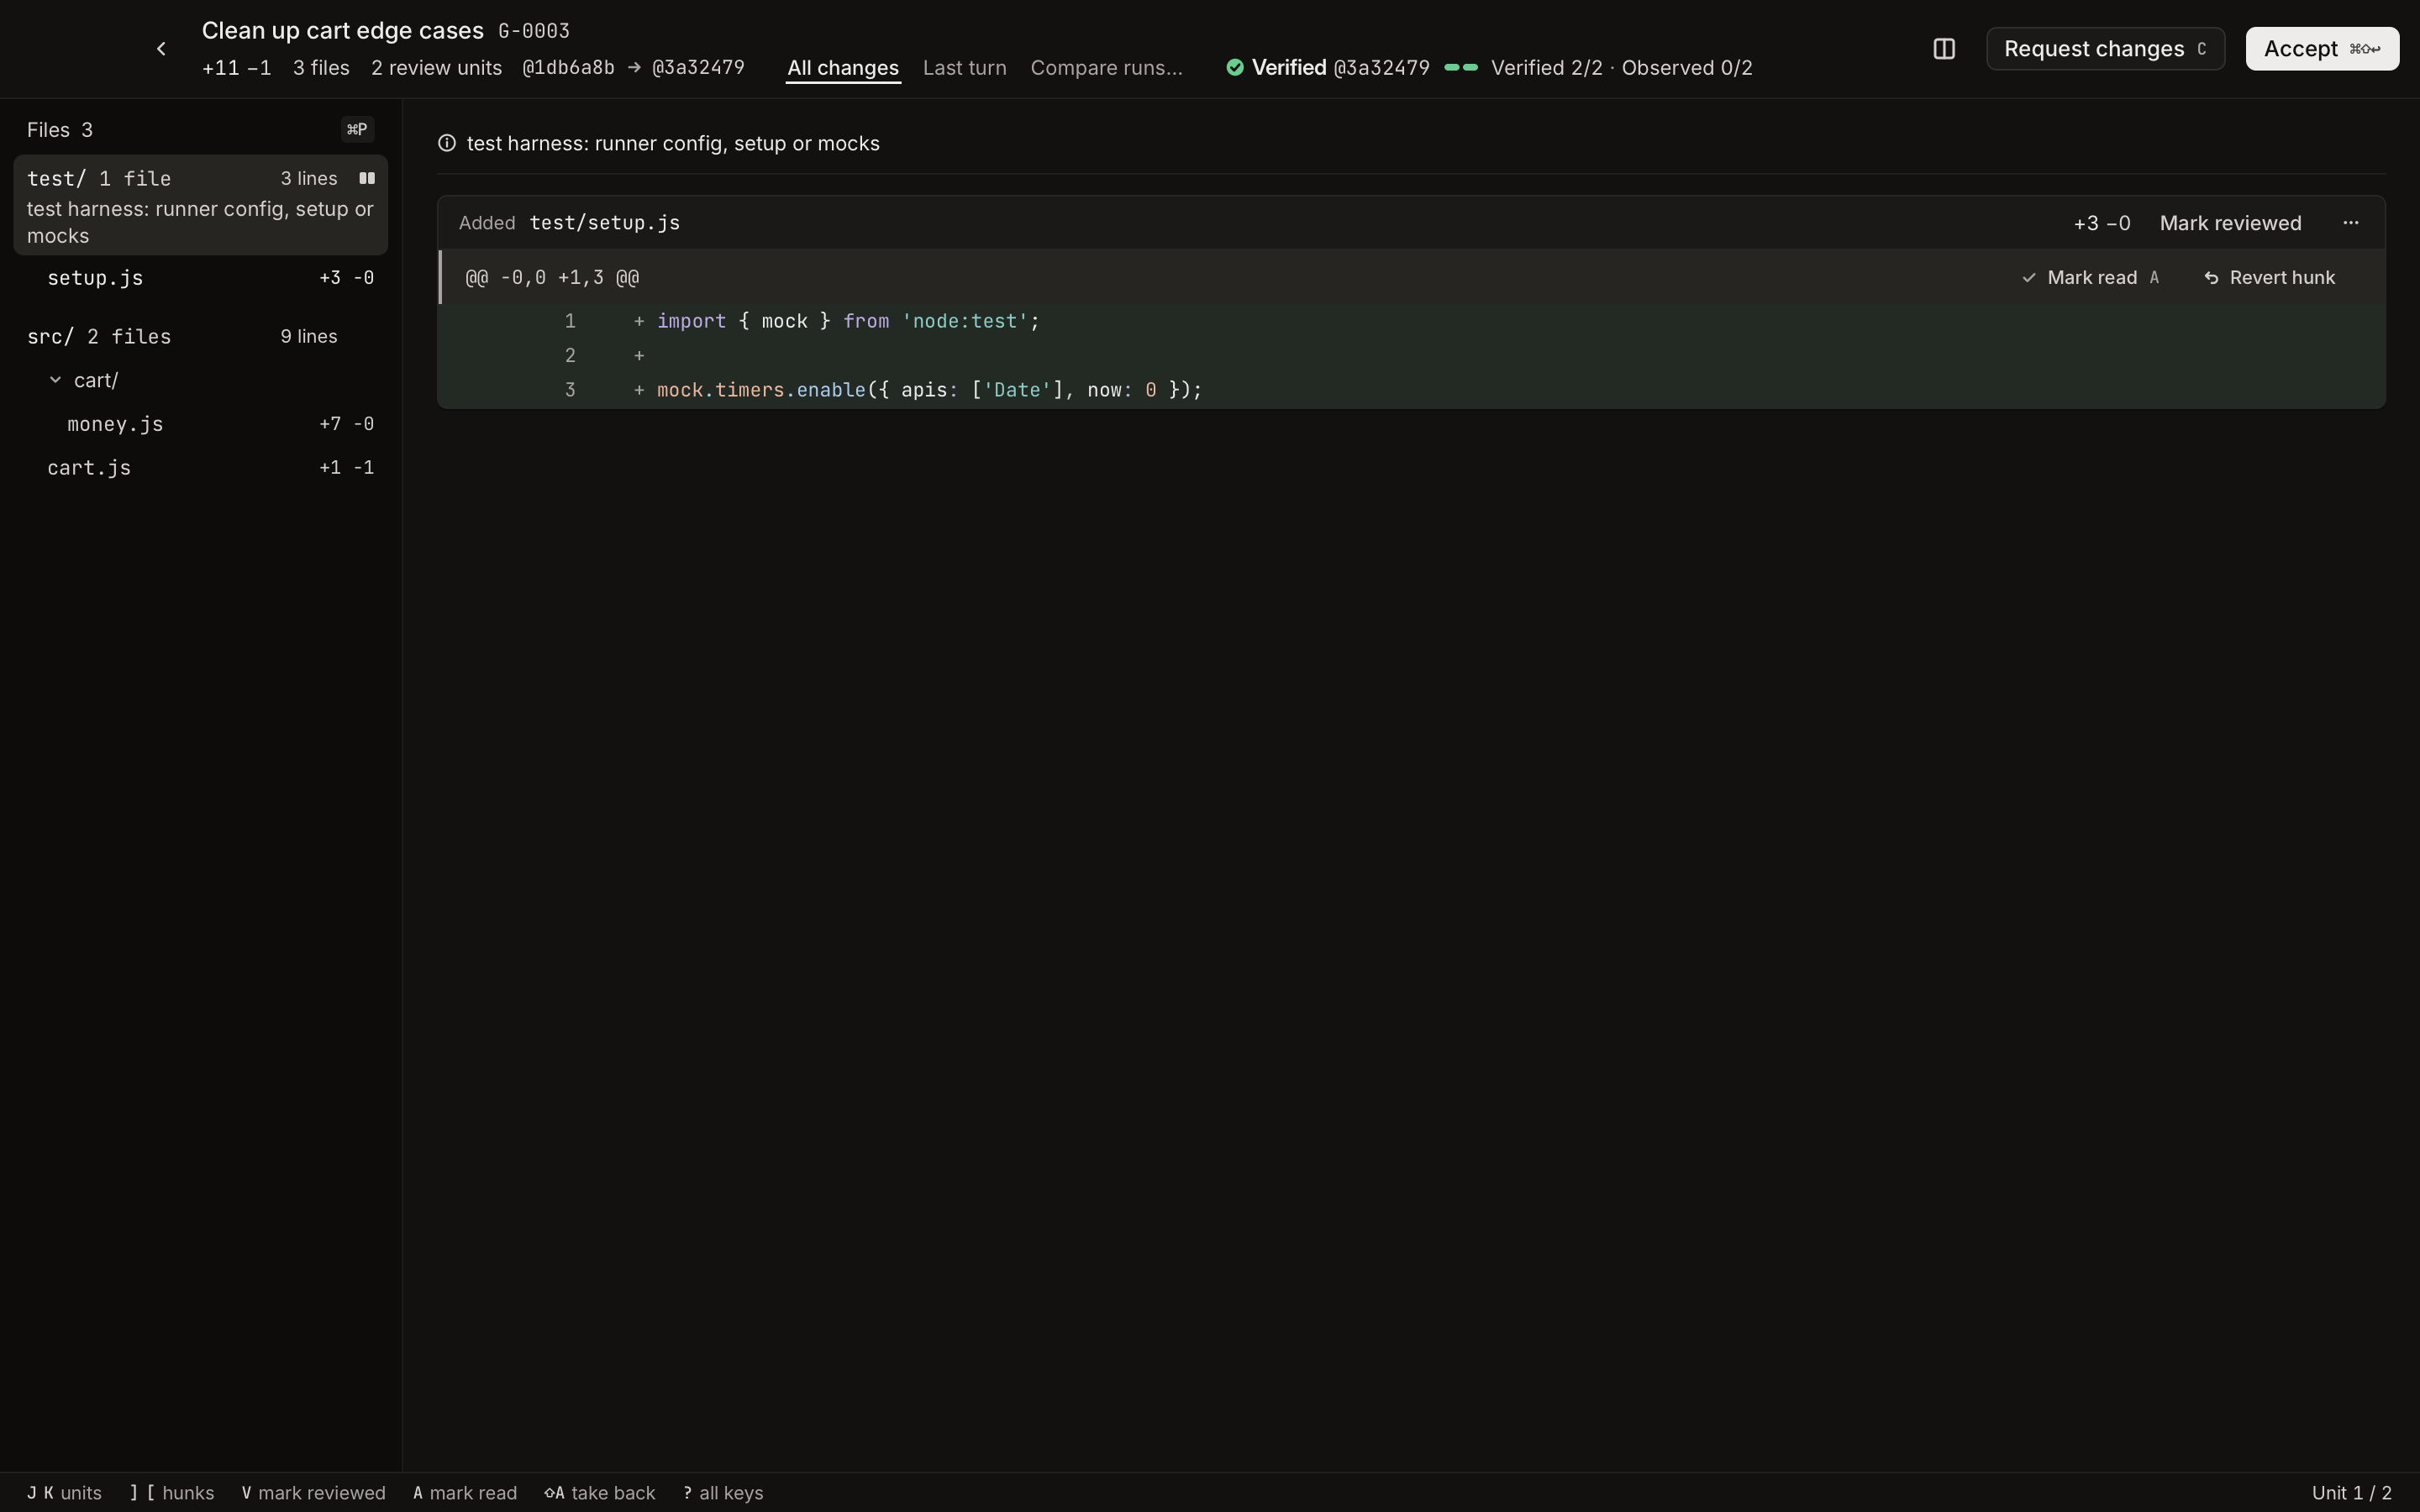 Clean up cart edge cases G-0003
+11 −1 3 files 2 review units @1db6a8b → @3a32479 All changes Last turn Compare runs... Verified @3a32479 Verified 2/2 · Observed 0/2
Request changes C Accept ⌘⇧↩
Files 3 ⌘P
test/ 1 file 3 lines
test harness: runner config, setup or
mocks
setup.js +3 -0
src/ 2 files 9 lines
cart/
money.js +7 -0
cart.js +1 -1
test harness: runner config, setup or mocks
Added test/setup.js +3 −0 Mark reviewed ...
@@ -0,0 +1,3 @@ Mark read A Revert hunk
1 + import { mock } from 'node:test';
2 +
3 + mock.timers.enable({ apis: ['Date'], now: 0 });
J K units ] [ hunks V mark reviewed A mark read ⇧A take back ? all keys Unit 1 / 2